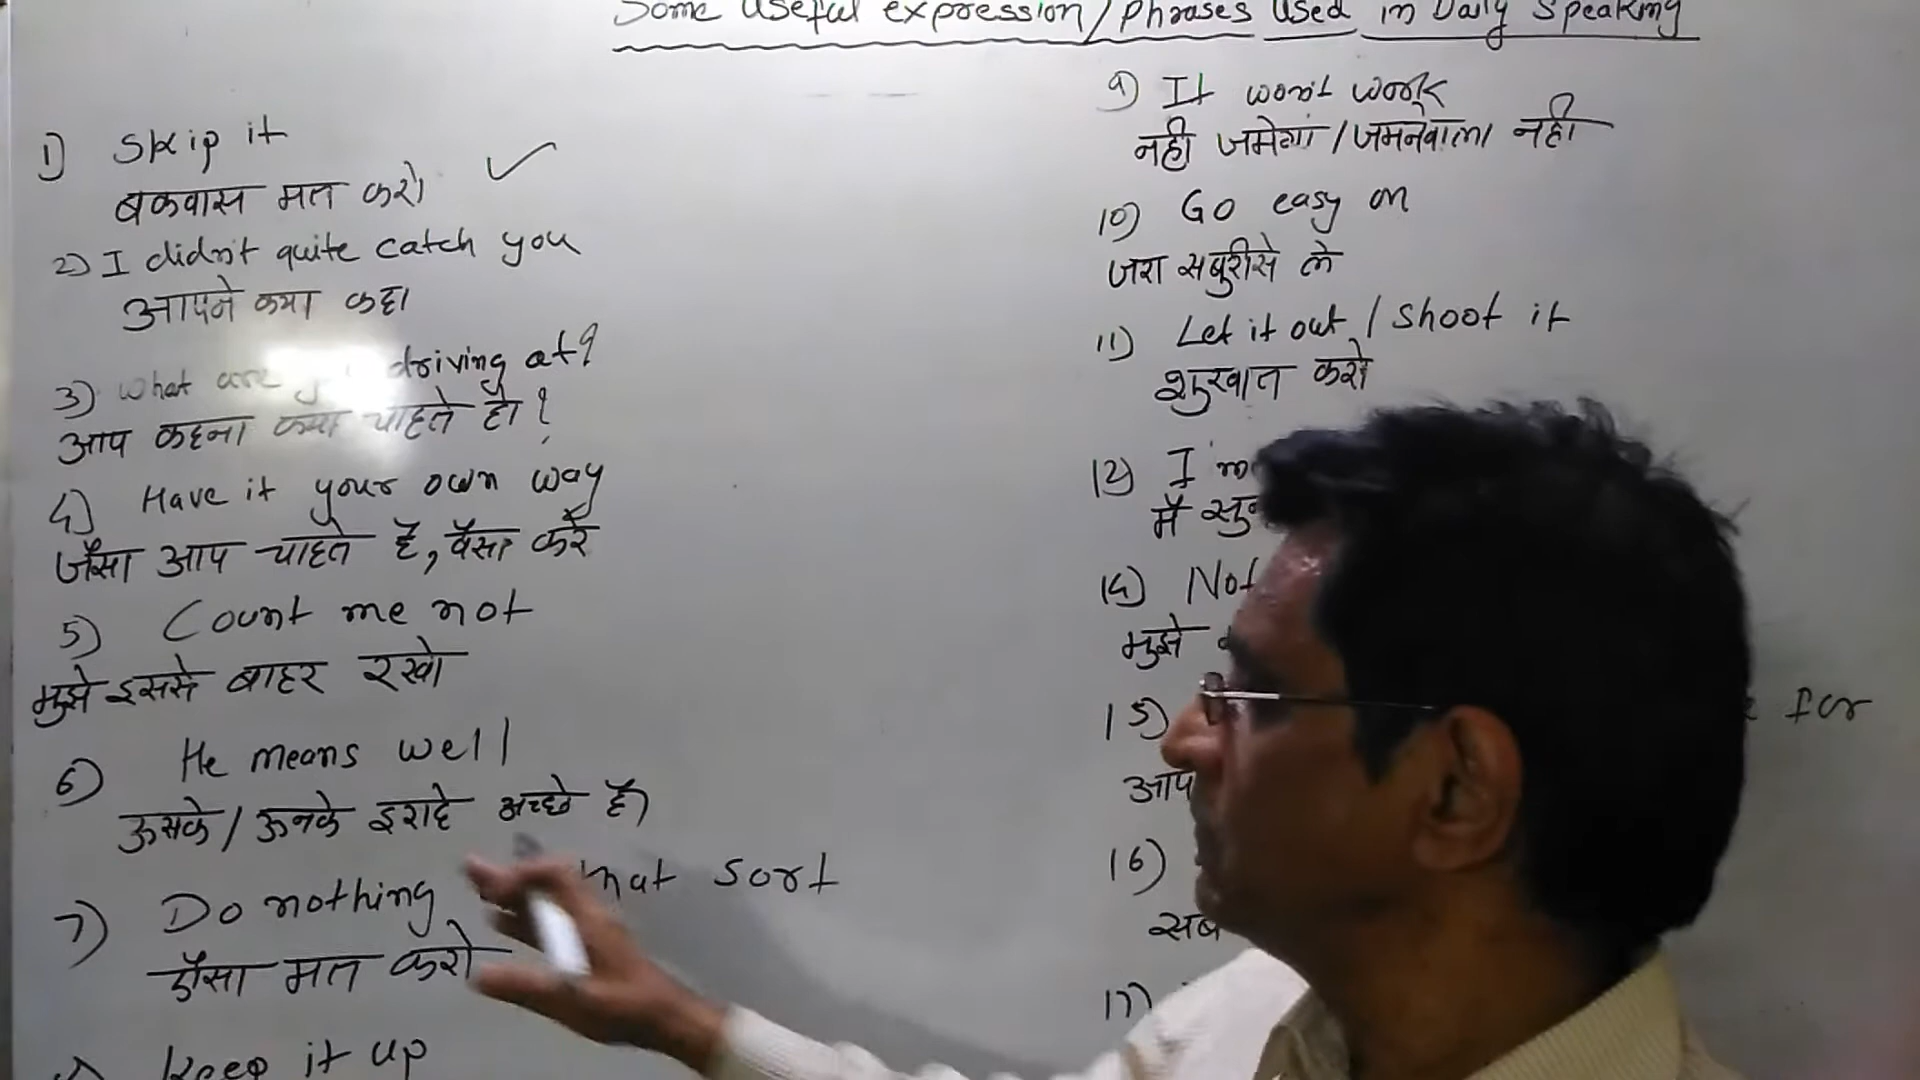 Some useful expression/phrases used in Daily Speaking
1) Skip it
बकवास मत करो
2) I didn't quite catch you
आपने क्या कहा
3) What are driving at?
आप कहना क्या चाहते हो?
4) Have it your own way
जैसा आप चाहते है, वैसा करे
5) Count me not
मुझे इससे बाहर रखो
6) He means well
ऊसके/ऊनके इरादे अच्छे है
7) Do nothing sort
ऐसा मत करो
Keep it up
9) It won't work
नही जमेगा/जमनेवाला नही
10) Go easy on
जरा सबुरीसे ले
11) Let it out / Shoot it
शुरुवात करो
12) I
मै
14) Not
मुझे
15) for
आप
16)
सब
17)